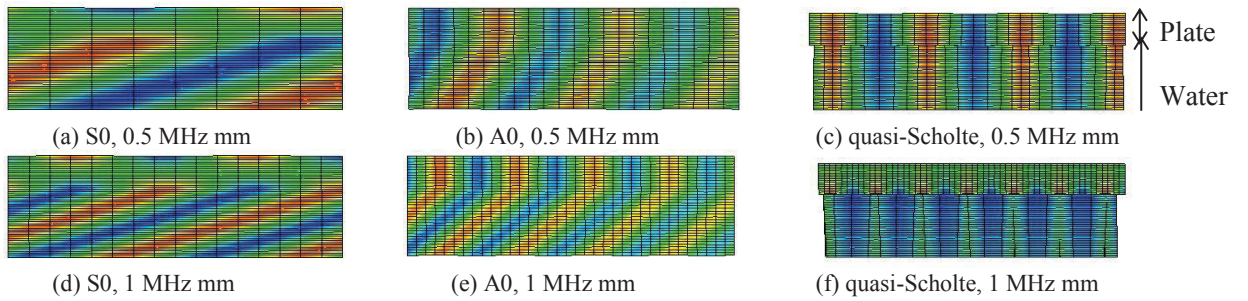 Plate
Water
(a) S0, 0.5 MHz mm
(b) A0, 0.5 MHz mm
(c) quasi-Scholte, 0.5 MHz mm
(d) S0, 1 MHz mm
(e) A0, 1 MHz mm
(f) quasi-Scholte, 1 MHz mm